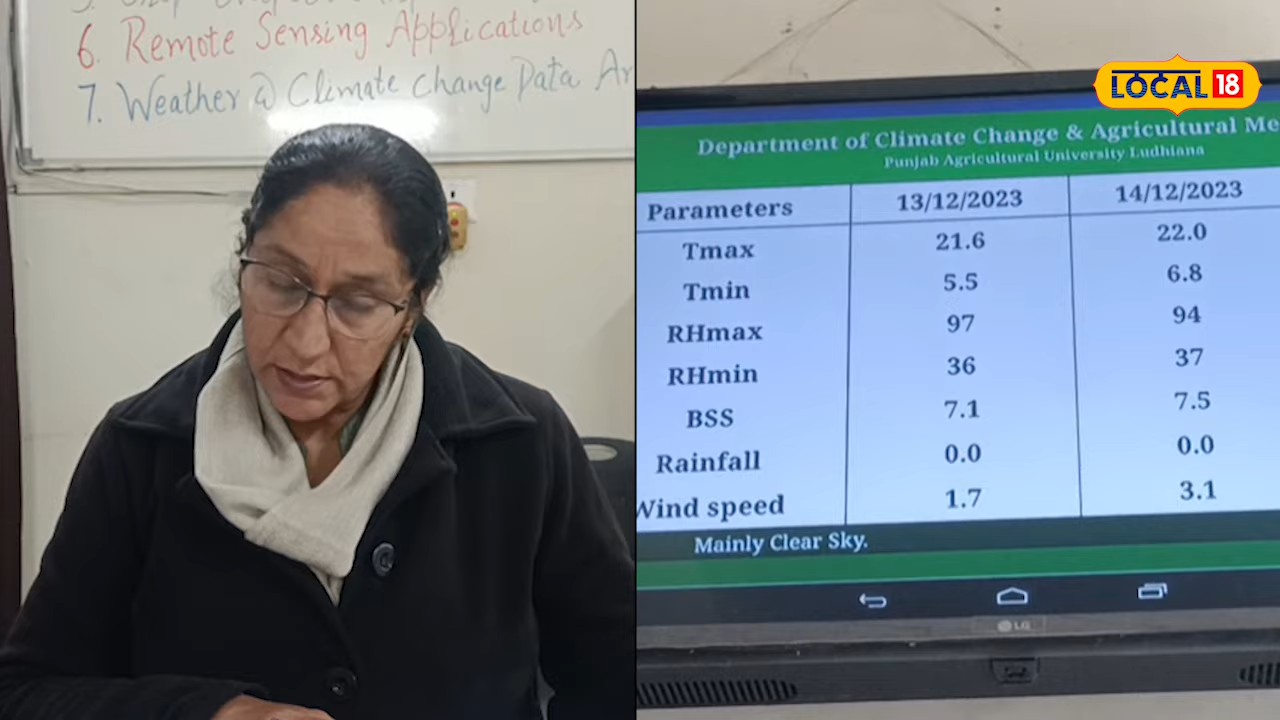 6. Remote Sensing Applications
7. Weather @ Climate Change Data
LOCAL 18
Department of Climate Change & Agricultural
Punjab Agricultural University Ludhiana
Parameters 13/12/2023 14/12/2023
Tmax 21.6 22.0
Tmin 5.5 6.8
RHmax 97 94
RHmin 36 37
BSS 7.1 7.5
Rainfall 0.0 0.0
Wind speed 1.7 3.1
Mainly Clear Sky.
LG